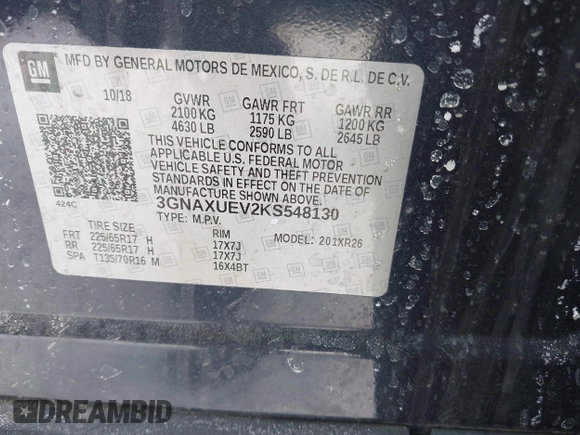 GM MFD BY GENERAL MOTORS DE MEXICO, S. DE R.L. DE C.V.
10/18 GVWR GAWR FRT GAWR RR
2100 KG 1175 KG 1200 KG
4630 LB 2590 LB 2645 LB
THIS VEHICLE CONFORMS TO ALL
APPLICABLE U.S. FEDERAL MOTOR
VEHICLE SAFETY AND THEFT PREVENTION
STANDARDS IN EFFECT ON THE DATE OF
MANUFACTURE SHOWN ABOVE.
424C 3GNAXUEV2KS548130
TYPE: M.P.V.
TIRE SIZE RIM MODEL: 201XR26
FRT 225/65R17 H 17X7J
RR 225/65R17 H 17X7J
SPA T135/70R16 M 16X4BT
DREAMBID